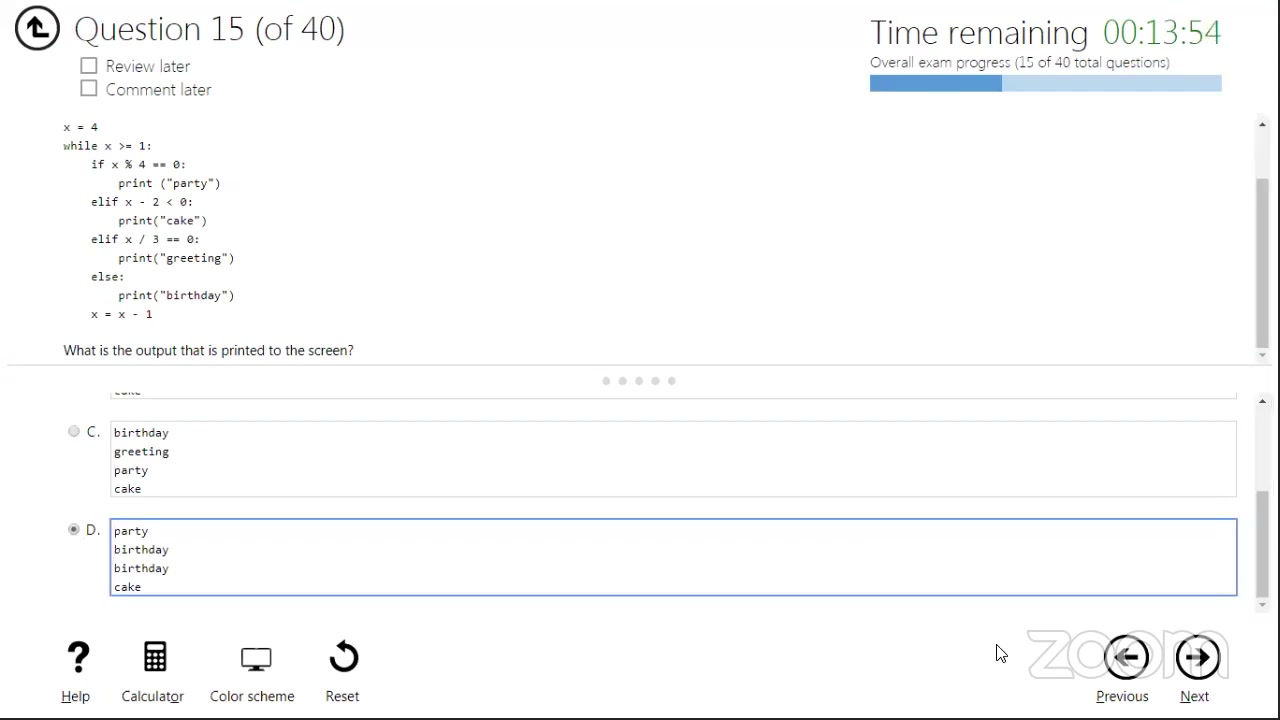 Question 15 (of 40)
Review later
Comment later
Time remaining 00:13:54
Overall exam progress (15 of 40 total questions)
x = 4
while x >= 1:
    if x % 4 == 0:
        print ("party")
    elif x - 2 < 0:
        print("cake")
    elif x / 3 == 0:
        print("greeting")
    else:
        print("birthday")
    x = x - 1
What is the output that is printed to the screen?
C. birthday
greeting
party
cake
D. party
birthday
birthday
cake
? Help
Calculator
Color scheme
Reset
zoom
Previous
Next